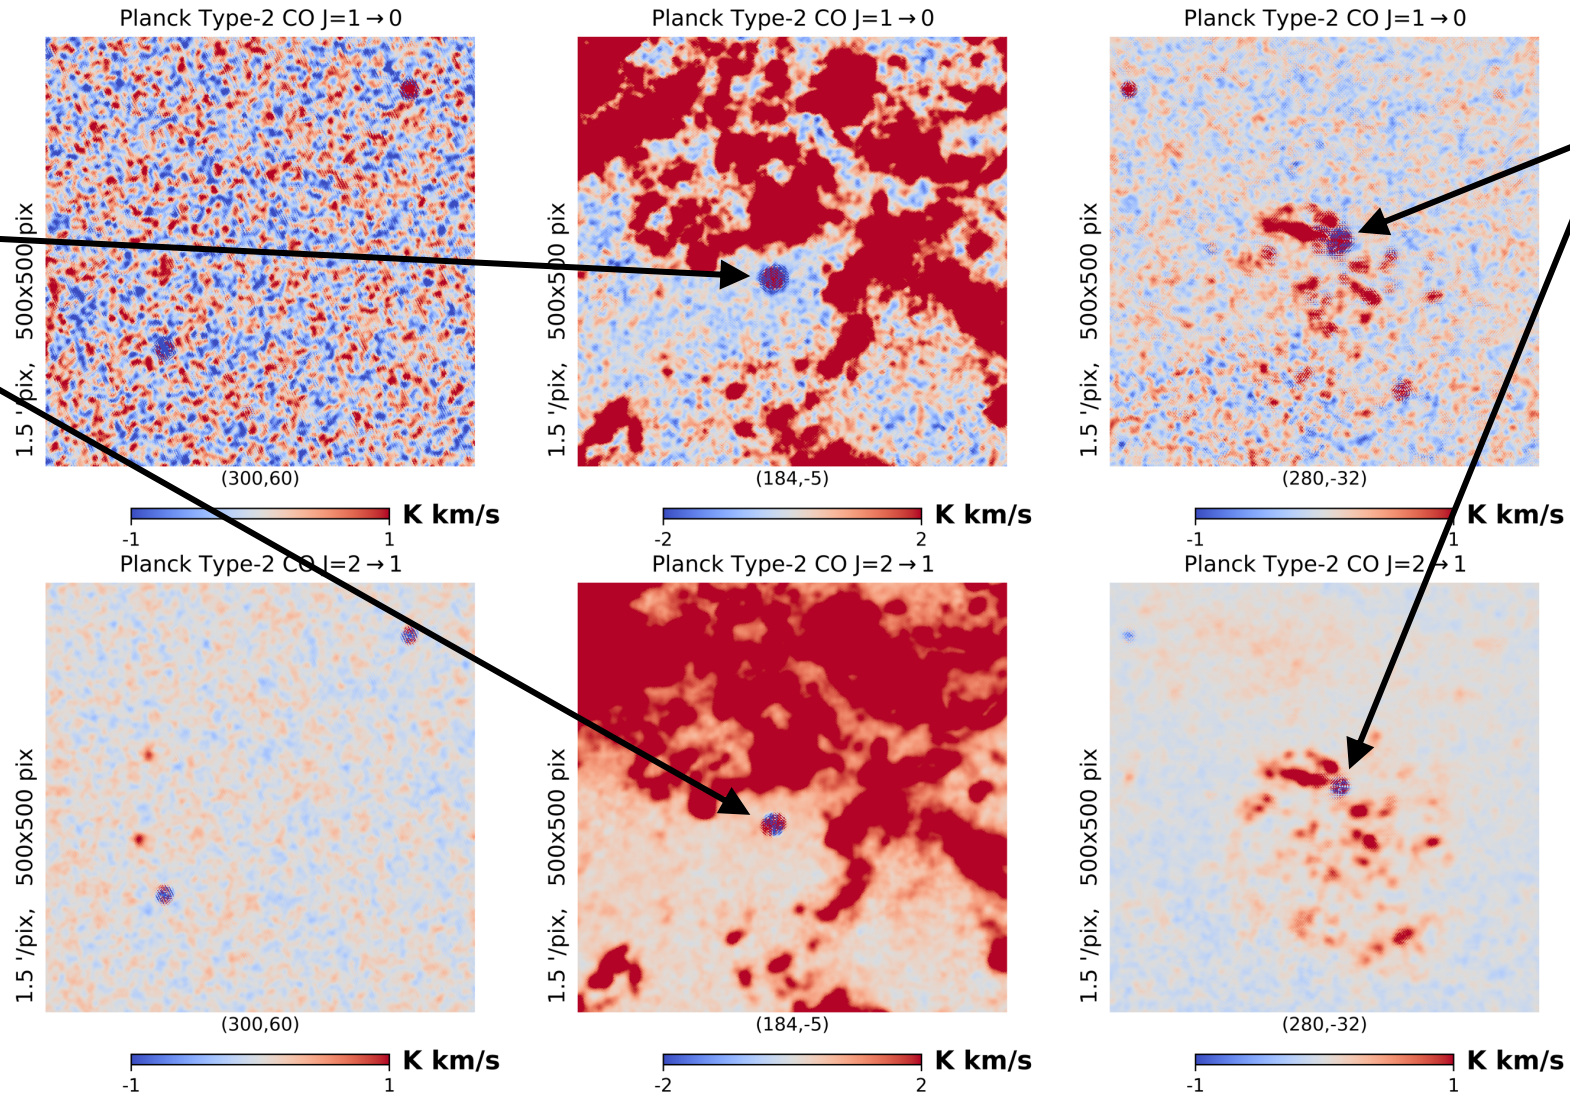 Planck Type-2 CO J=1→0
Planck Type-2 CO J=1→0
Planck Type-2 CO J=1→0
1.5 '/pix, 500x500 pix
1.5 '/pix, 500x500 pix
1.5 '/pix, 500x500 pix
(300,60)
(184,-5)
(280,-32)
K km/s
K km/s
K km/s
-1 1
-2 2
-1 1
Planck Type-2 CO J=2→1
Planck Type-2 CO J=2→1
Planck Type-2 CO J=2→1
1.5 '/pix, 500x500 pix
1.5 '/pix, 500x500 pix
1.5 '/pix, 500x500 pix
(300,60)
(184,-5)
(280,-32)
K km/s
K km/s
K km/s
-1 1
-2 2
-1 1